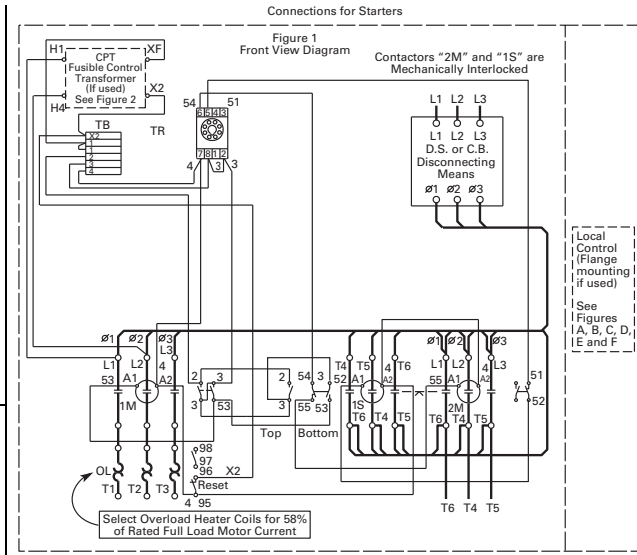 Connections for Starters
Figure 1
Front View Diagram
Contactors “2M” and “1S” are
Mechanically Interlocked
H1
XF
CPT
Fusible Control
Transformer
(If used)
See Figure 2
X2
H4
TB
TR
X2
1
1
2
3
4
54
51
6 5 4 3
7 8 1 2
4
3
3
L1 L2 L3
L1 L2 L3
D.S. or C.B.
Disconnecting
Means
ø1 ø2 ø3
Local
Control
(Flange
mounting
if used)
See
Figures
A, B, C, D,
E and F
ø1 ø2 ø3
L1 L2 L3
4
53 A1 A2
1M
2 3
3 53
2
3
54 3
55 53
Top Bottom
T4 T5 T6
52 A1 4 A2
1S
T6 T4 T5
K
ø1 ø2 ø3
L1 L2 L3
55 A1 4 A2
2M
T6 T4 T5
51
52
98
97
96 X2
Reset
4 95
OL
T1 T2 T3
T6 T4 T5
Select Overload Heater Coils for 58%
of Rated Full Load Motor Current